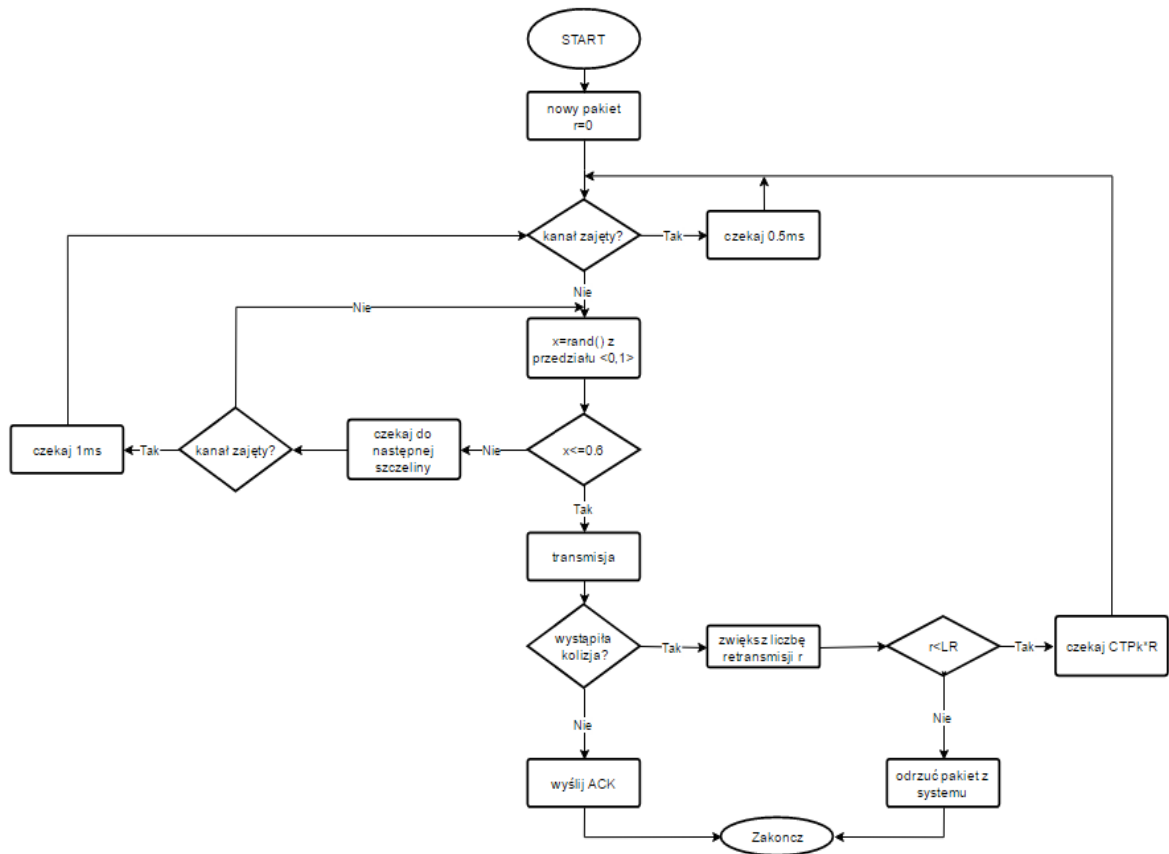 START
nowy pakiet
r=0
kanał zajęty?
Tak
czekaj 0.5ms
Nie
Nie
x=rand() z
przedziału <0,1>
czekaj 1ms
Tak
kanał zajęty?
czekaj do
następnej
szczeliny
Nie
x<=0.6
Tak
transmisja
wystąpiła
kolizja?
Tak
zwiększ liczbę
retransmisji r
r<LR
Tak
czekaj CTPk*R
Nie
Nie
wyślij ACK
odrzuć pakiet z
systemu
Zakoncz